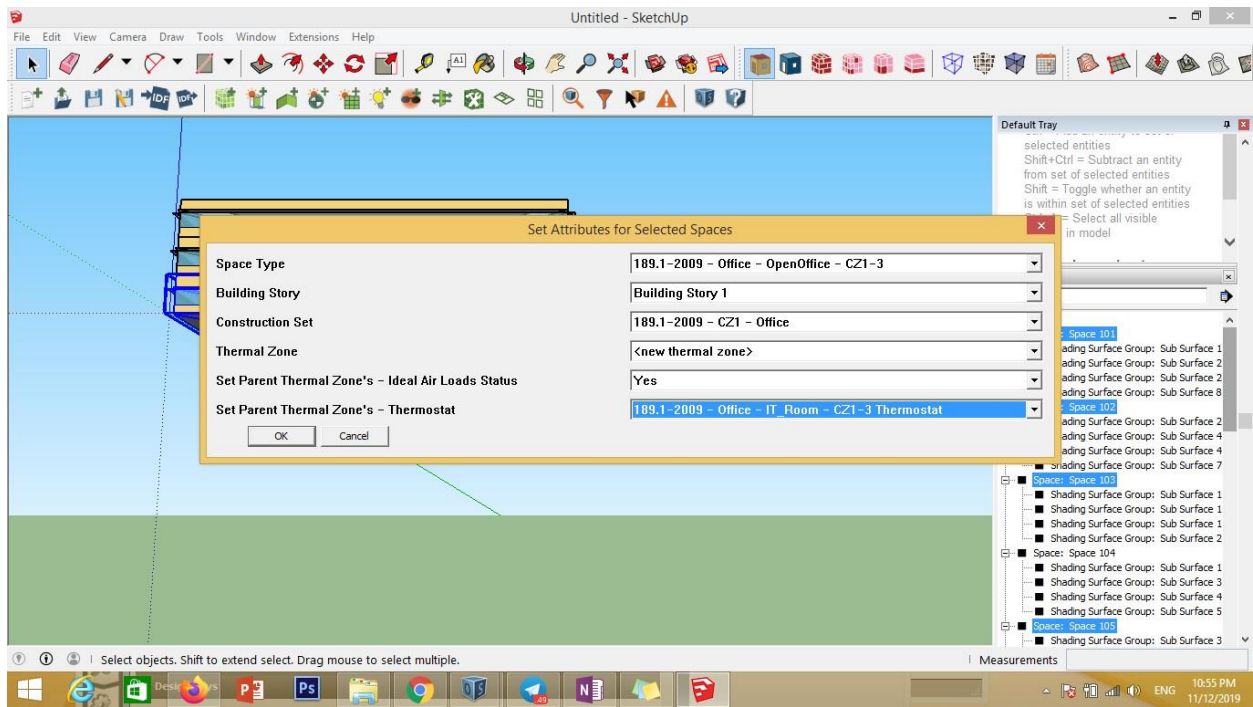 Untitled - SketchUp
File Edit View Camera Draw Tools Window Extensions Help
Default Tray
selected entities
Shift+Ctrl = Subtract an entity
from set of selected entities
Shift = Toggle whether an entity
is within set of selected entities
= Select all visible
in model
Set Attributes for Selected Spaces
Space Type
189.1-2009 - Office - OpenOffice - CZ1-3
Building Story
Building Story 1
Construction Set
189.1-2009 - CZ1 - Office
Thermal Zone
<new thermal zone>
Set Parent Thermal Zone's - Ideal Air Loads Status
Yes
Set Parent Thermal Zone's - Thermostat
189.1-2009 - Office - IT_Room - CZ1-3 Thermostat
OK Cancel
: Space 101
ading Surface Group: Sub Surface 1
ading Surface Group: Sub Surface 2
ading Surface Group: Sub Surface 2
ading Surface Group: Sub Surface 8
: Space 102
ading Surface Group: Sub Surface 2
ading Surface Group: Sub Surface 4
ading Surface Group: Sub Surface 4
Shading Surface Group: Sub Surface 7
Space: Space 103
Shading Surface Group: Sub Surface 1
Shading Surface Group: Sub Surface 1
Shading Surface Group: Sub Surface 1
Shading Surface Group: Sub Surface 2
Space: Space 104
Shading Surface Group: Sub Surface 1
Shading Surface Group: Sub Surface 3
Shading Surface Group: Sub Surface 4
Shading Surface Group: Sub Surface 5
Space: Space 105
Shading Surface Group: Sub Surface 3
Select objects. Shift to extend select. Drag mouse to select multiple.
Measurements
ENG
10:55 PM
11/12/2019